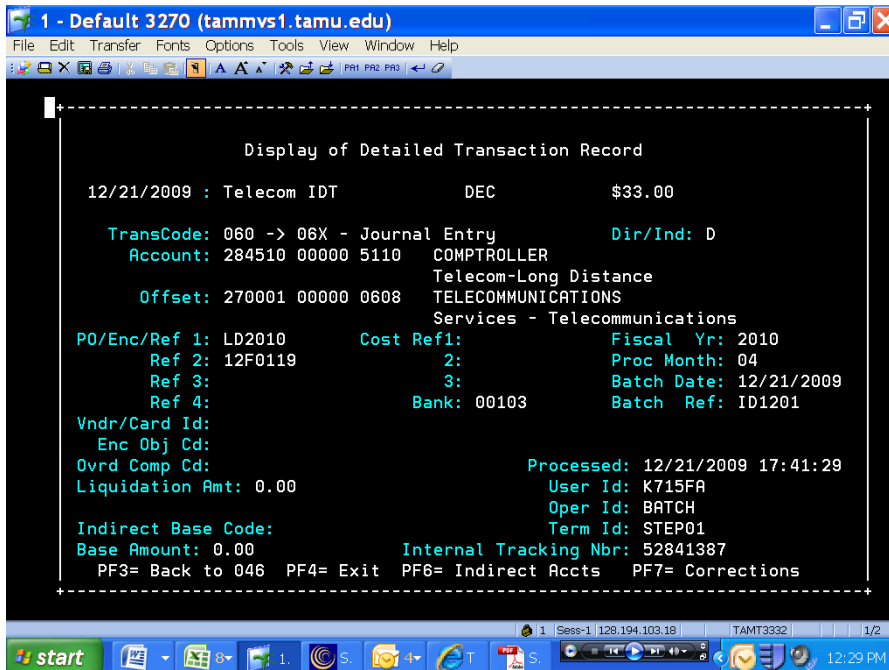 1 - Default 3270 (tammvs1.tamu.edu)
File Edit Transfer Fonts Options Tools View Window Help
PA1 PA2 PA3
Display of Detailed Transaction Record
12/21/2009 : Telecom IDT DEC $33.00
TransCode: 060 -> 06X - Journal Entry Dir/Ind: D
Account: 284510 00000 5110 COMPTROLLER
Telecom-Long Distance
Offset: 270001 00000 0608 TELECOMMUNICATIONS
Services - Telecommunications
PO/Enc/Ref 1: LD2010 Cost Ref1: Fiscal Yr: 2010
Ref 2: 12F0119 2: Proc Month: 04
Ref 3: 3: Batch Date: 12/21/2009
Ref 4: Bank: 00103 Batch Ref: ID1201
Vndr/Card Id:
Enc Obj Cd:
Ovrd Comp Cd: Processed: 12/21/2009 17:41:29
Liquidation Amt: 0.00 User Id: K715FA
Oper Id: BATCH
Indirect Base Code: Term Id: STEP01
Base Amount: 0.00 Internal Tracking Nbr: 52841387
PF3= Back to 046 PF4= Exit PF6= Indirect Accts PF7= Corrections
1 Sess-1 128.194.103.18 TAMT3332 1/2
start 8 1. S. 4 T S. 12:29 PM